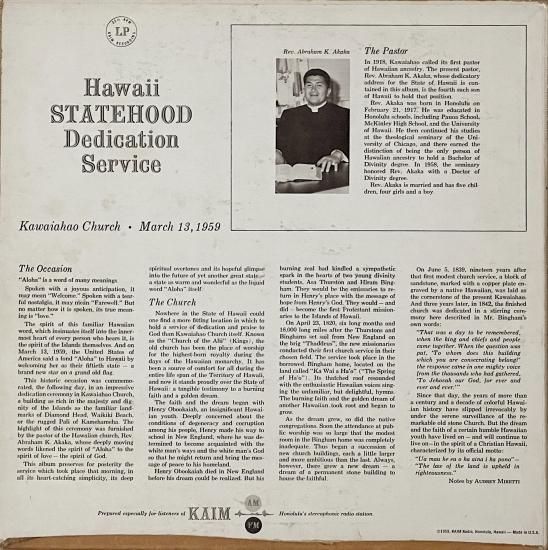 LP
Hawaii
STATEHOOD
Dedication
Service
Kawaiahao Church • March 13, 1959
Rev. Abraham K. Akaka
The Pastor
In 1918, Kawaiahao called its first pastor
of Hawaiian ancestry. The present pastor,
Rev. Abraham K. Akaka, whose dedicatory
address for the State of Hawaii is con-
tained in this album, is the fourth such son
of Hawaii to hold that position.
Rev. Akaka was born in Honolulu on
February 21, 1917. He was educated in
Honolulu schools, including Pauoa School,
McKinley High School, and the University
of Hawaii. He then continued his studies
at the theological seminary of the Uni-
versity of Chicago, and there earned the
distinction of being the only person of
Hawaiian ancestry to hold a Bachelor of
Divinity degree. In 1958, the seminary
honored Rev. Akaka with a Doctor of
Divinity degree.
Rev. Akaka is married and has five chil-
dren, four girls and a boy.
The Occasion
"Aloha" is a word of many meanings.
Spoken with a joyous anticipation, it
may mean "Welcome." Spoken with a tear-
ful nostalgia, it may mean "Farewell." But
no matter how it is spoken, its true mean-
ing is "love."
The spirit of this familiar Hawaiian
word, which insinuates itself into the inner-
most heart of every person who hears it, is
the spirit of the Islands themselves. And on
March 13, 1959, the United States of
America said a fond "Aloha" to Hawaii by
welcoming her as their fiftieth state – a
brand new star on a grand old flag.
This historic occasion was commemo-
rated, the following day, in an impressive
dedication ceremony in Kawaiahao Church,
a building as rich in the majesty and dig-
nity of the Islands as the familiar land-
marks of Diamond Head, Waikiki Beach,
or the rugged Pali of Kamehameha. The
highlight of this ceremony was furnished
by the pastor of the Hawaiian church, Rev.
Abraham K. Akaka, whose deeply moving
words likened the spirit of "Aloha" to the
spirit of love – the spirit of God.
This album preserves for posterity the
service which took place that morning, in
all its heart-catching simplicity, its deep
spiritual overtones and its hopeful glimpse
into the future of yet another great state –
a state as warm and wonderful as the liquid
word "Aloha" itself.
The Church
Nowhere in the State of Hawaii could
one find a more fitting location in which to
hold a service of dedication and praise to
God than Kawaiahao Church itself. Known
as the "Church of the Alii" (Kings), the
old church has been the place of worship
for the highest-born royalty during the
days of the Hawaiian monarchy. It has
been a source of comfort for all during the
entire life span of the Territory of Hawaii,
and now it stands proudly over the State of
Hawaii: a tangible testimony to a burning
faith and a golden dream.
The faith and the dream began with
Henry Obookiah, an insignificant Hawai-
ian youth. Deeply concerned about the
conditions of degeneracy and corruption
among his people, Henry made his way to
school in New England, where he was de-
termined to become acquainted with the
white man's ways and the white man's God
so that he might return and bring the mes-
sage of peace to his homeland.
Henry Obookiah died in New England
before his dream could be realized. But his
burning zeal had kindled a sympathetic
spark in the hearts of two young divinity
students, Asa Thurston and Hiram Bing-
ham. They would be the emissaries to re-
turn in Henry's place with the message of
hope from Henry's God. They would – and
did – become the first Protestant mission-
aries to the Islands of Hawaii.
On April 23, 1820, six long months and
18,000 long miles after the Thurstons and
Binghams set sail from New England on
the brig "Thaddeus", the new missionaries
conducted their first church service in their
chosen field. The service took place in the
borrowed Bingham house, located on the
land called "Ka Wai a Ha'o" ("The Spring
of Ha'o"). Its thatched roof resounded
with the enthusiastic Hawaiian voices sing-
ing the unfamiliar, but delightful, hymns.
The burning faith and the golden dream of
another Hawaiian took root and began to
grow.
As the dream grew, so did the native
congregations. Soon the attendance at pub-
lic worship was so large that the modest
room in the Bingham home was completely
inadequate. Thus began a succession of
new church buildings, each a little larger
and more ambitious than the last. Always,
however, there grew a new dream – a
dream of a permanent stone building to
house the faithful.
On June 5, 1839, nineteen years after
that first modest church service, a block of
sandstone, marked with a copper plate en-
graved by a native Hawaiian, was laid as
the cornerstone of the present Kawaiahao.
And three years later, in 1842, the finished
church was dedicated in a stirring cere-
mony here described in Mr. Bingham's
own words:
"That was a day to be remembered,
when the king and chiefs and people
came together. When the question was
put, 'To whom does this building
which you are consecrating belong?'
the response came in one mighty voice
from the thousands who had gathered,
'To Jehovah our God, for ever and
ever and ever.'"
Since that day, the years of more than
a century and a decade of colorful Hawai-
ian history have slipped irrevocably by
under the serene surveillance of the re-
markable old stone Church. But the dream
and the faith of a certain humble Hawaiian
youth have lived on – and will continue to
live on – in the spirit of a Christian Hawaii,
characterized by its official motto:
"Ua mau ke ea o ka aina i ka pono" –
"The law of the land is upheld in
righteousness."
Notes by AUDREY MIRETTI
Prepared especially for listeners of KAIM AM FM Honolulu's stereophonic radio station.
©1959, KAIM Radio, Honolulu, Hawaii – Made in U.S.A.